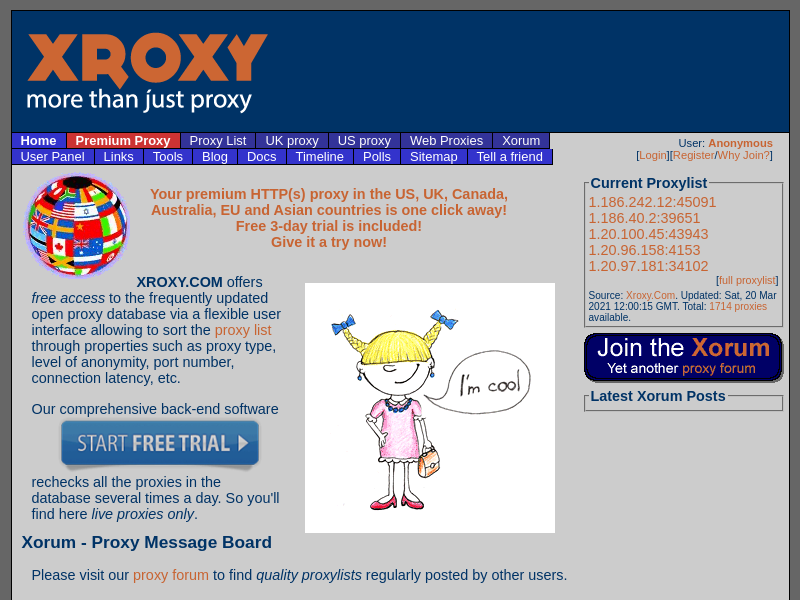 XROXY
more than just proxy
Home Premium Proxy Proxy List UK proxy US proxy Web Proxies Xorum
User Panel Links Tools Blog Docs Timeline Polls Sitemap Tell a friend
User: Anonymous
[Login][Register/Why Join?]
Your premium HTTP(s) proxy in the US, UK, Canada,
Australia, EU and Asian countries is one click away!
Free 3-day trial is included!
Give it a try now!
XROXY.COM offers
free access to the frequently updated
open proxy database via a flexible user
interface allowing to sort the proxy list
through properties such as proxy type,
level of anonymity, port number,
connection latency, etc.
Our comprehensive back-end software
START FREE TRIAL
rechecks all the proxies in the
database several times a day. So you'll
find here live proxies only.
I'm cool
Xorum - Proxy Message Board
Please visit our proxy forum to find quality proxylists regularly posted by other users.
Current Proxylist
1.186.242.12:45091
1.186.40.2:39651
1.20.100.45:43943
1.20.96.158:4153
1.20.97.181:34102
[full proxylist]
Source: Xroxy.Com. Updated: Sat, 20 Mar
2021 12:00:15 GMT. Total: 1714 proxies
available.
Join the Xorum
Yet another proxy forum
Latest Xorum Posts